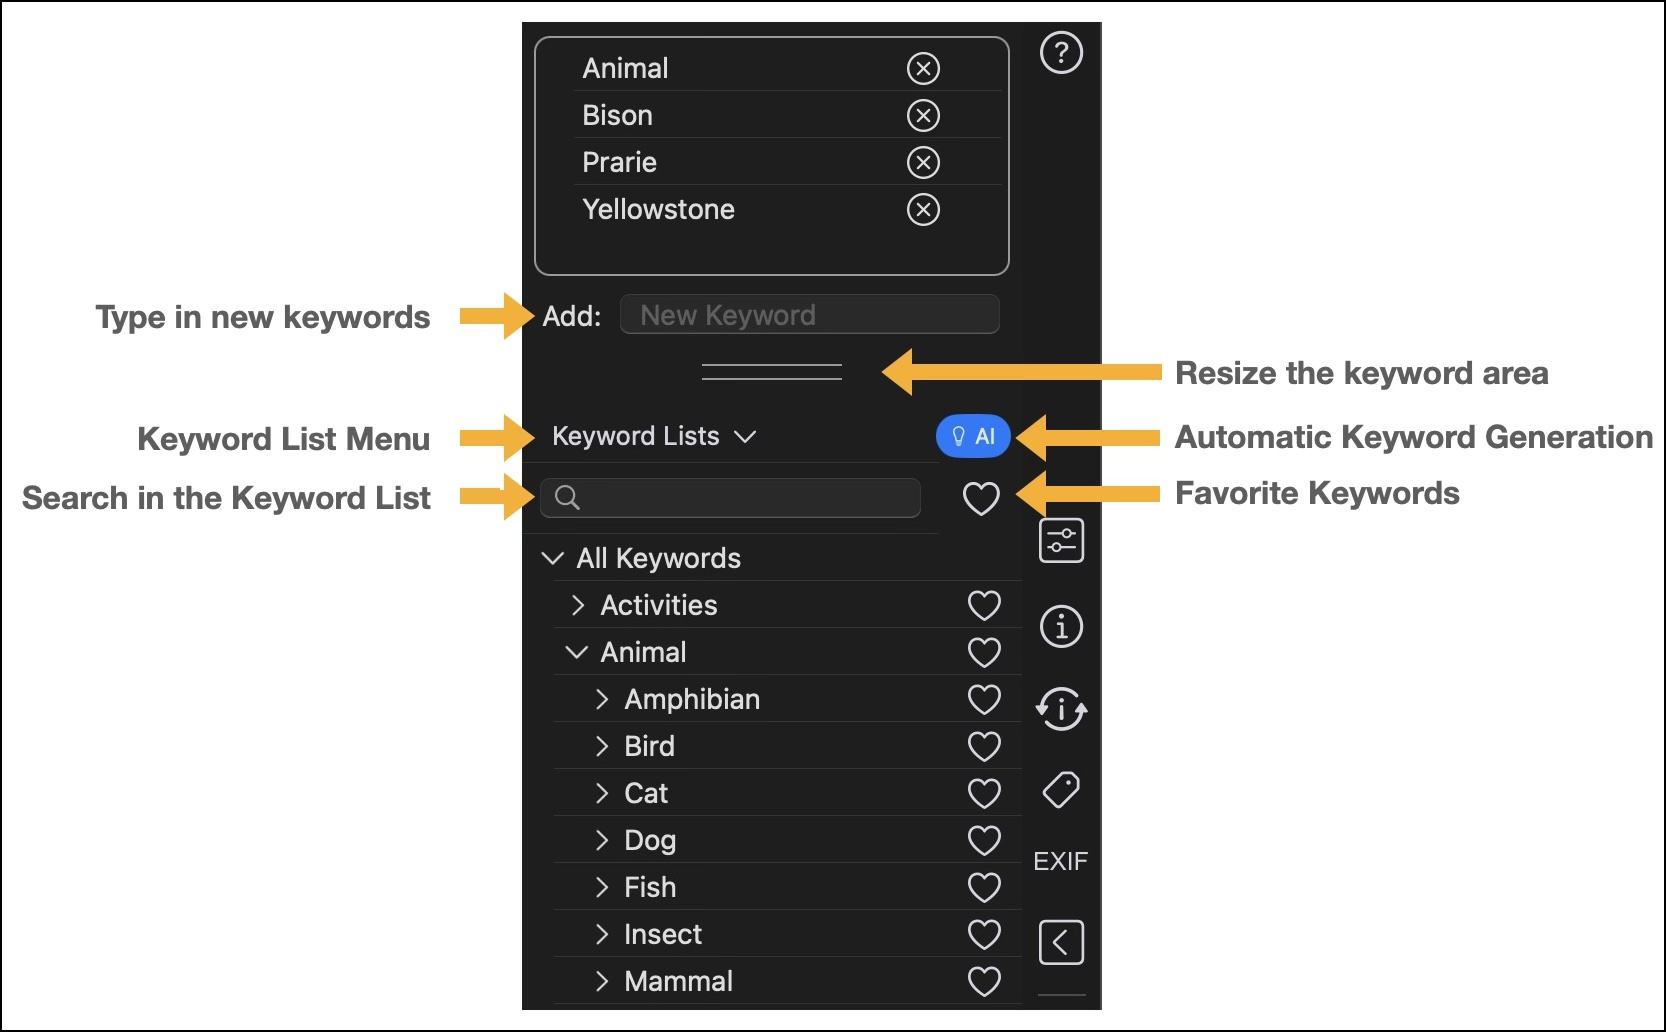 Animal
Bison
Prarie
Yellowstone
Type in new keywords
Add: New Keyword
Resize the keyword area
Keyword List Menu
Keyword Lists
AI
Automatic Keyword Generation
Search in the Keyword List
Favorite Keywords
All Keywords
Activities
Animal
Amphibian
Bird
Cat
Dog
Fish
Insect
Mammal
?
i
i
EXIF